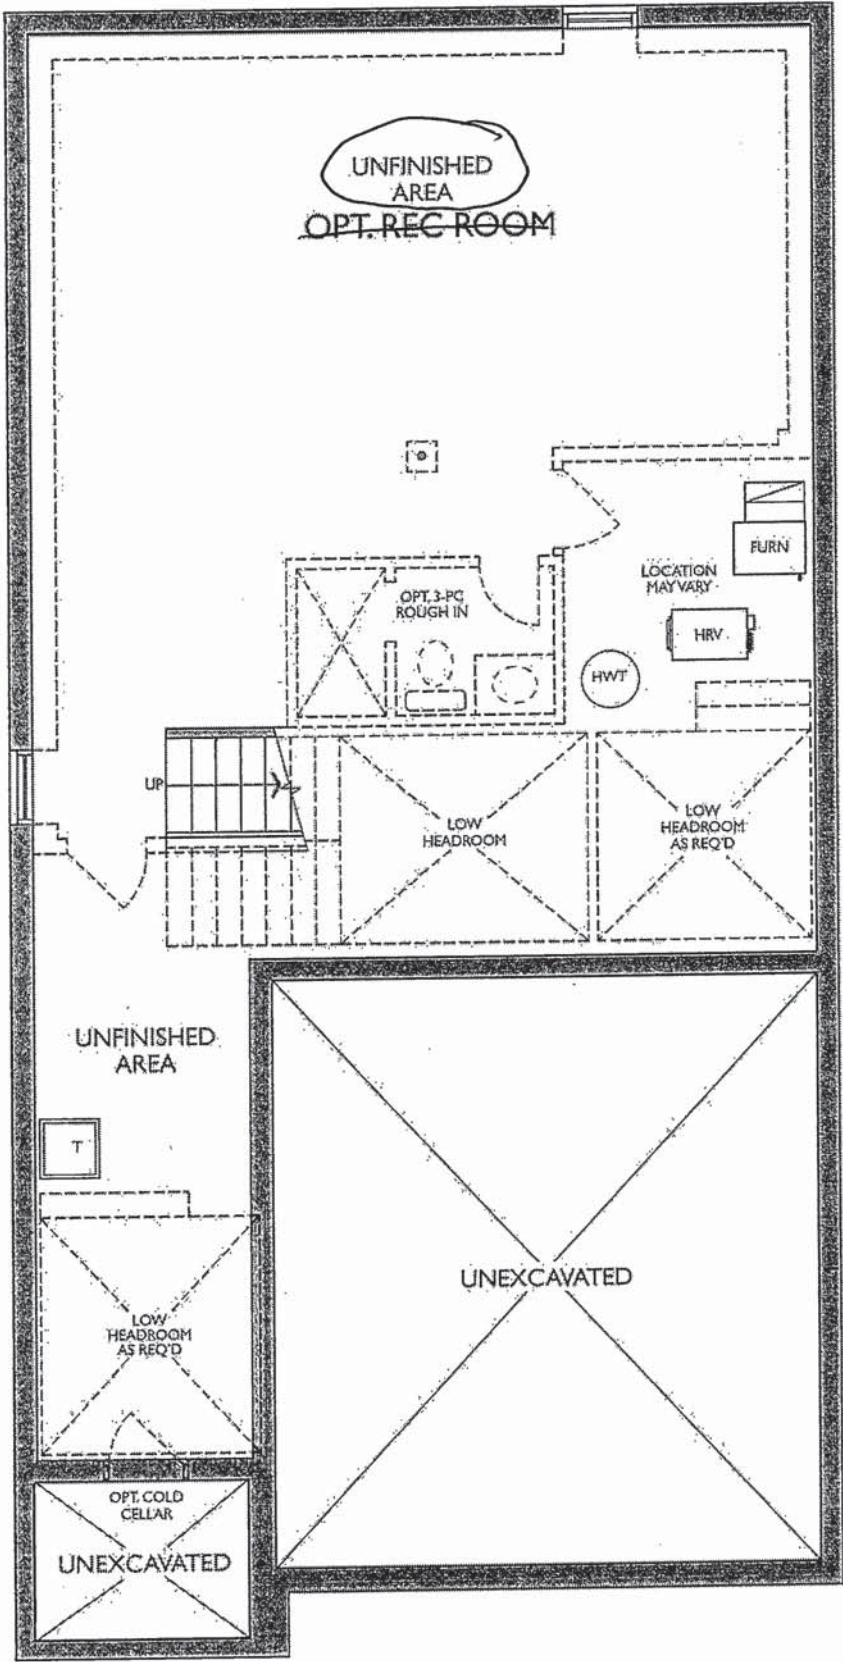 UNFINISHED
AREA
OPT. REC ROOM
FURN
LOCATION
MAY VARY
OPT. 3-PC
ROUGH IN
HRV
HWT
UP
LOW
HEADROOM
LOW
HEADROOM
AS REQ'D
UNFINISHED
AREA
T
UNEXCAVATED
LOW
HEADROOM
AS REQ'D
OPT. COLD
CELLAR
UNEXCAVATED